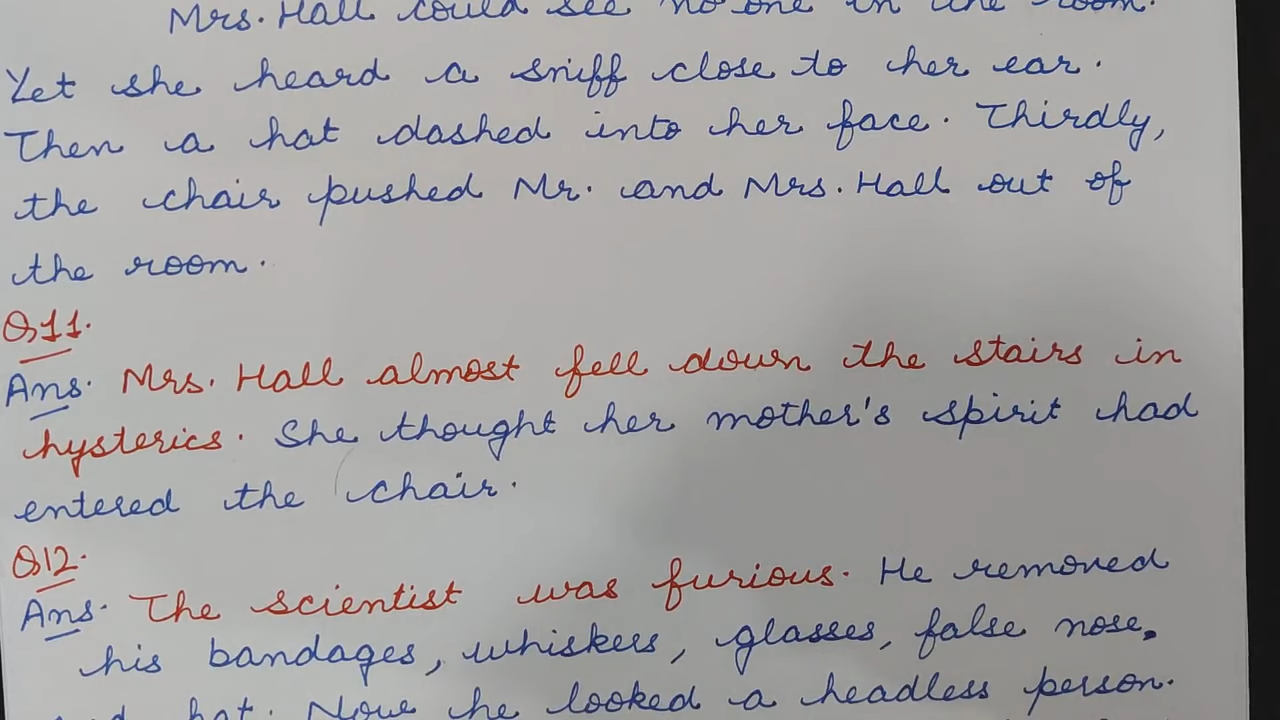 Mrs. Hall could see no one in the room.
Yet she heard a sniff close to her ear.
Then a hat dashed into her face. Thirdly,
the chair pushed Mr. and Mrs. Hall out of
the room.
Q11.
Ans. Mrs. Hall almost fell down the stairs in
hysterics. She thought her mother's spirit had
entered the chair.
Q12.
Ans. The scientist was furious. He removed
his bandages, whiskers, glasses, false nose,
and hat. Now he looked a headless person.